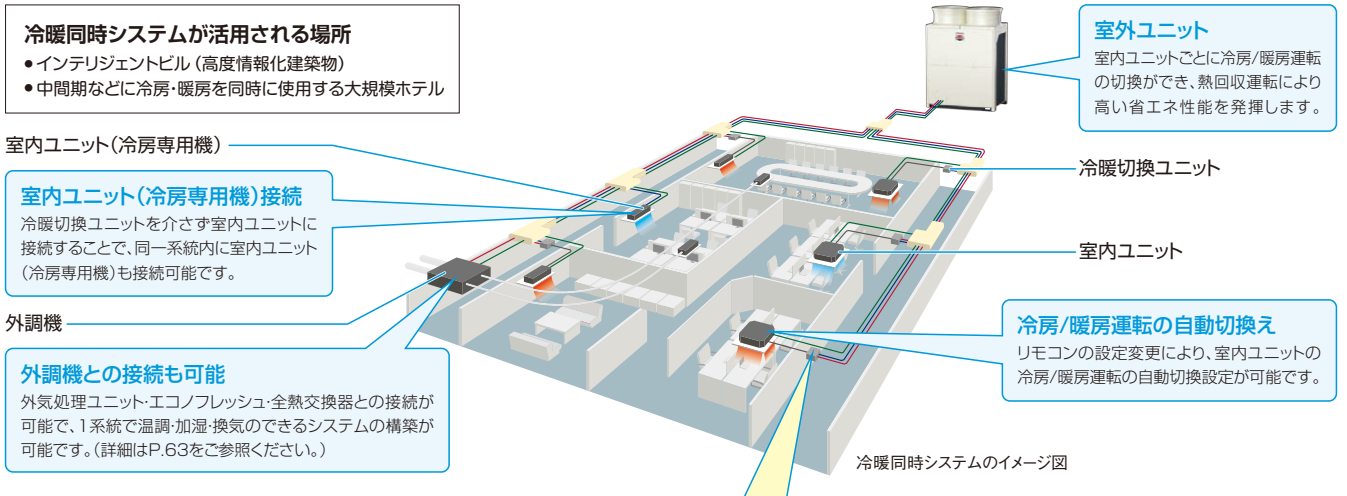 冷暖同時システムが活用される場所
●インテリジェントビル(高度情報化建築物)
●中間期などに冷房・暖房を同時に使用する大規模ホテル
室外ユニット
室内ユニットごとに冷房/暖房運転
の切換ができ、熱回収運転により
高い省エネ性能を発揮します。
室内ユニット(冷房専用機)
冷暖切換ユニット
室内ユニット(冷房専用機)接続
冷暖切換ユニットを介さず室内ユニットに
接続することで、同一系統内に室内ユニット
(冷房専用機)も接続可能です。
室内ユニット
外調機
冷房/暖房運転の自動切換え
リモコンの設定変更により、室内ユニットの
冷房/暖房運転の自動切換設定が可能です。
外調機との接続も可能
外気処理ユニット・エコノフレッシュ・全熱交換器との接続が
可能で、1系統で温調・加湿・換気のできるシステムの構築が
可能です。(詳細はP.63をご参照ください。)
冷暖同時システムのイメージ図